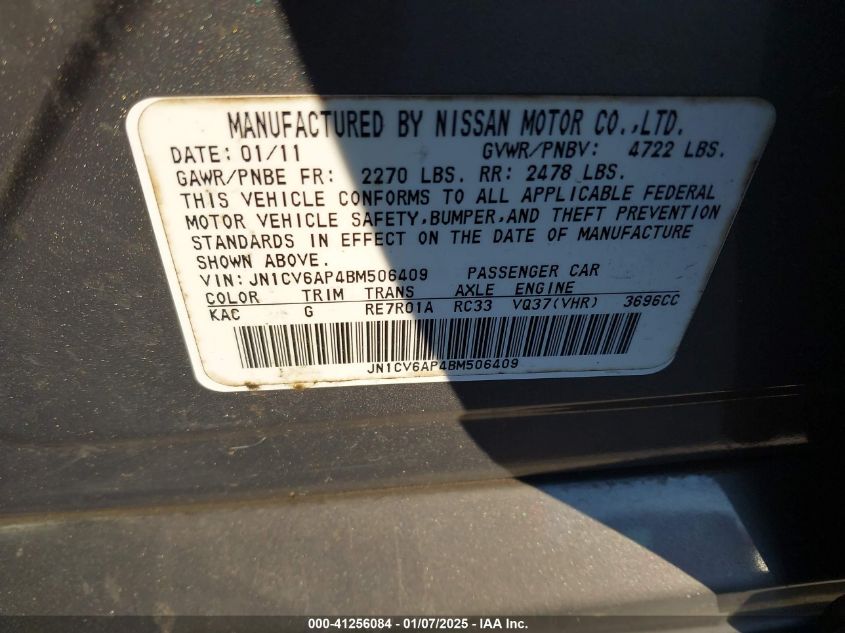 MANUFACTURED BY NISSAN MOTOR CO.,LTD.
DATE: 01/11 GVWR/PNBV: 4722 LBS.
GAWR/PNBE FR: 2270 LBS. RR: 2478 LBS.
THIS VEHICLE CONFORMS TO ALL APPLICABLE FEDERAL
MOTOR VEHICLE SAFETY,BUMPER,AND THEFT PREVENTION
STANDARDS IN EFFECT ON THE DATE OF MANUFACTURE
SHOWN ABOVE.
VIN: JN1CV6AP4BM506409 PASSENGER CAR
COLOR TRIM TRANS AXLE ENGINE
KAC G RE7R01A RC33 VQ37(VHR) 3696CC
JN1CV6AP4BM506409
000-41256084 - 01/07/2025 - IAA Inc.